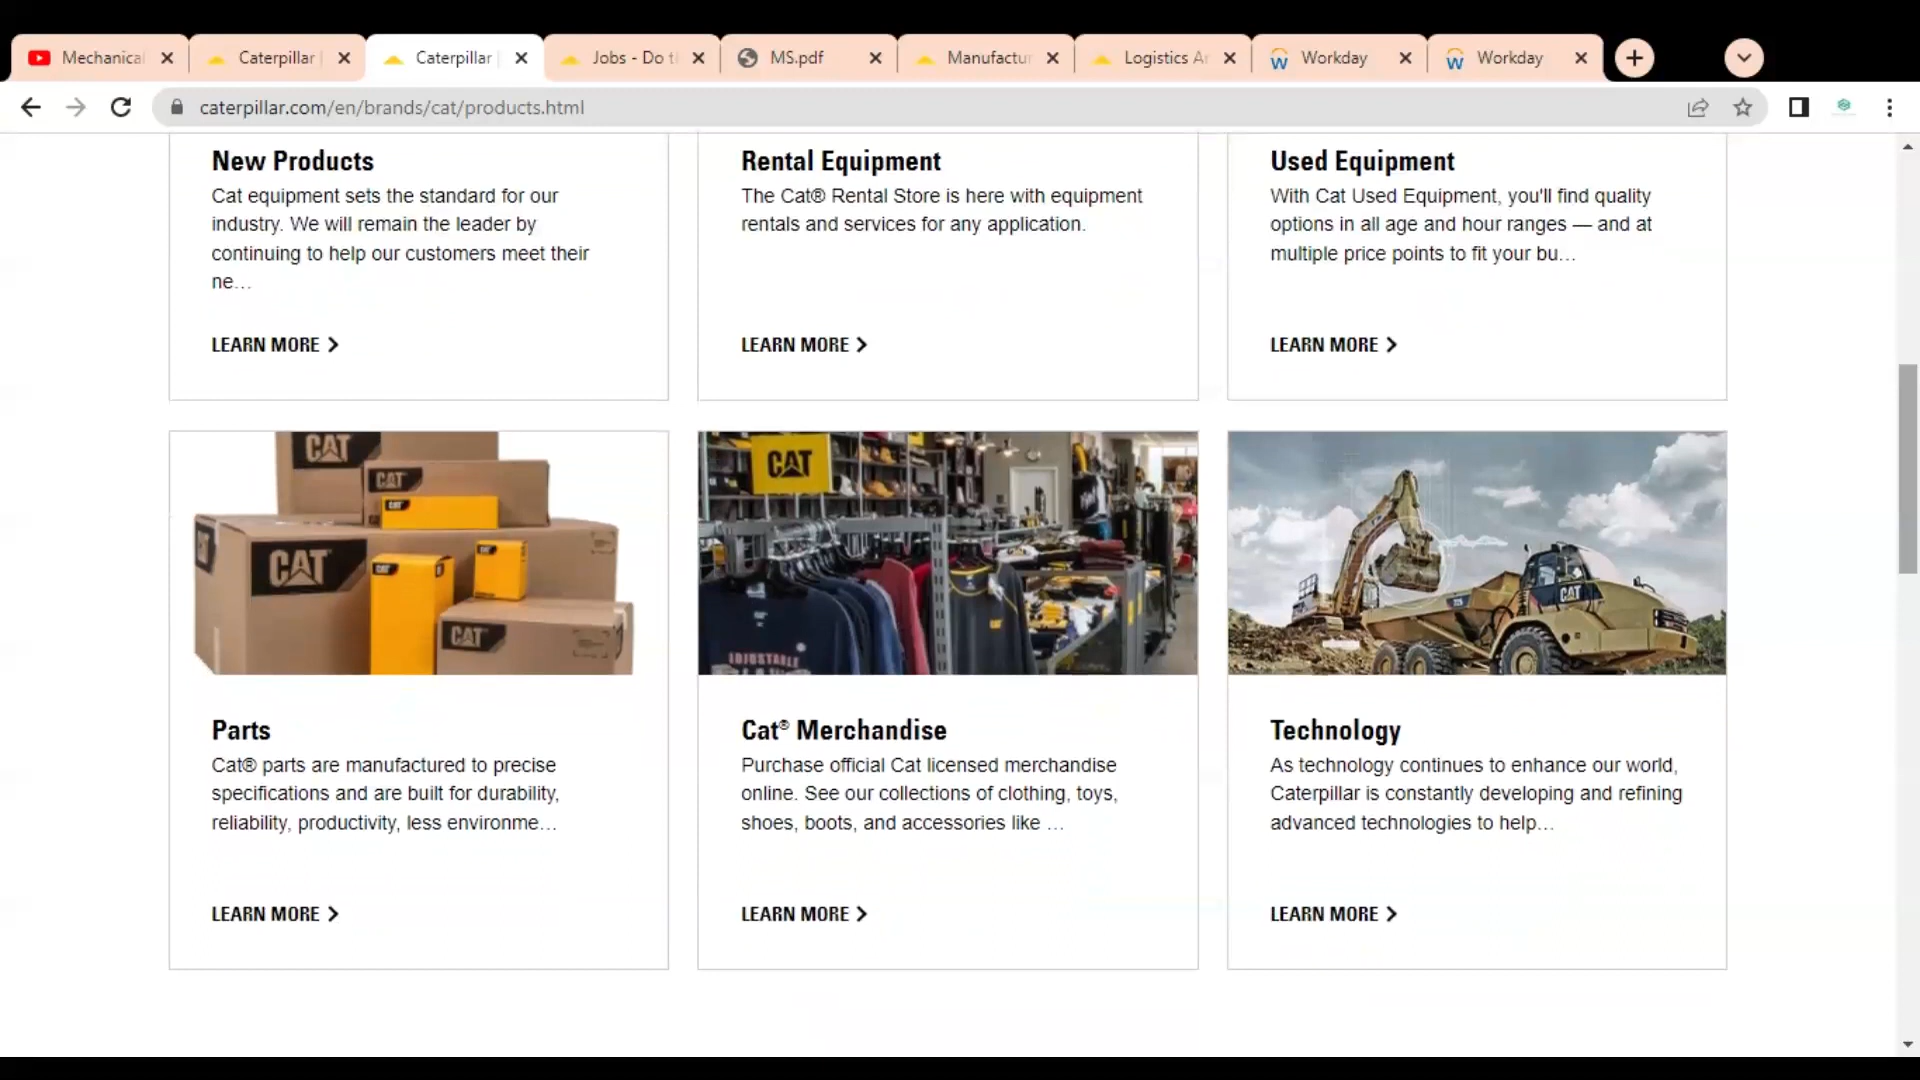 Mechanical
Caterpillar
Caterpillar
Jobs - Do t
MS.pdf
Manufactur
Logistics Ar
Workday
Workday
caterpillar.com/en/brands/cat/products.html
New Products
Cat equipment sets the standard for our
industry. We will remain the leader by
continuing to help our customers meet their
ne...
LEARN MORE
Rental Equipment
The Cat® Rental Store is here with equipment
rentals and services for any application.
LEARN MORE
Used Equipment
With Cat Used Equipment, you'll find quality
options in all age and hour ranges — and at
multiple price points to fit your bu...
LEARN MORE
CAT
CAT
CAT
CAT
CAT
CAT
CAT
CAT
CAT
Parts
Cat® parts are manufactured to precise
specifications and are built for durability,
reliability, productivity, less environme...
LEARN MORE
Cat® Merchandise
Purchase official Cat licensed merchandise
online. See our collections of clothing, toys,
shoes, boots, and accessories like ...
LEARN MORE
Technology
As technology continues to enhance our world,
Caterpillar is constantly developing and refining
advanced technologies to help...
LEARN MORE